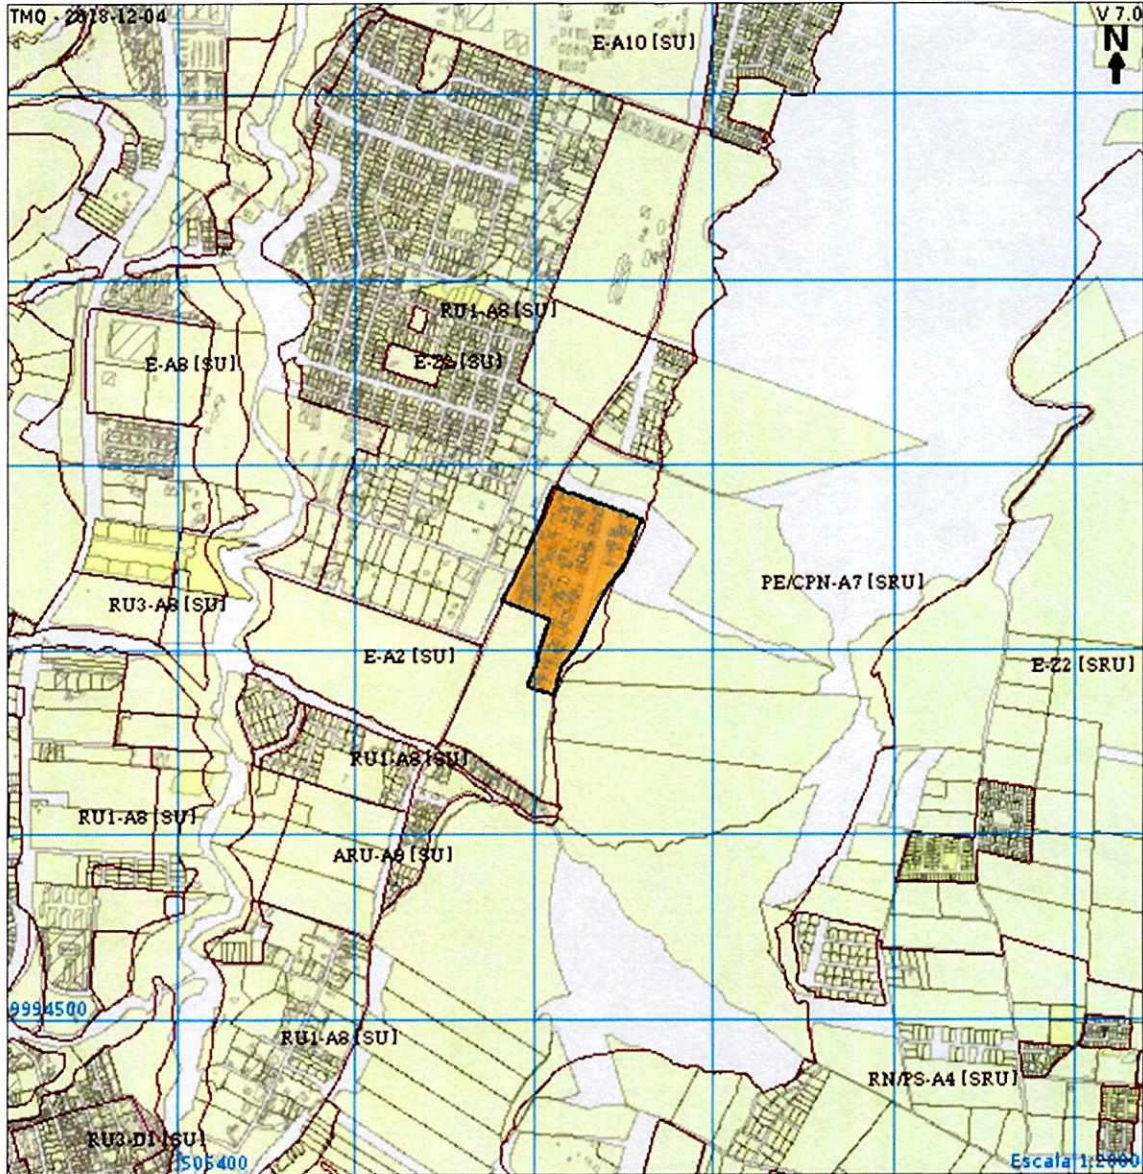 TMQ - 2018-12-04
V 7.0
N
E-A10 [SU]
RU1-A8 [SU]
E-A8 [SU]
E-Z2 [SU]
PE/CPN-A7 [SRU]
RU3-A8 [SU]
E-A2 [SU]
E-Z2 [SRU]
RU1-A8 [SU]
RU1-A8 [SU]
ARU-A9 [SU]
9994500
RU1-A8 [SU]
RN/PS-A4 [SRU]
RU3-D1 [SU]
506400
Escala